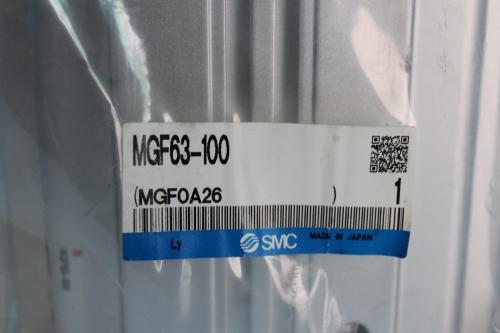 MGF63-100
(MGF0A26 ) 1
Ly SMC MADE IN JAPAN